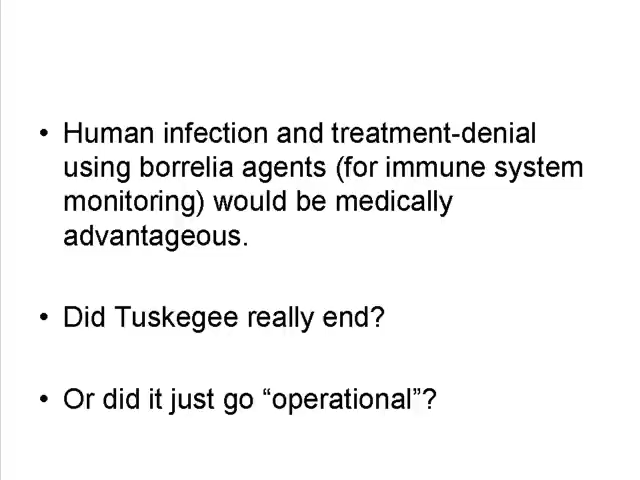 • Human infection and treatment-denial
using borrelia agents (for immune system
monitoring) would be medically
advantageous.
• Did Tuskegee really end?
• Or did it just go “operational”?